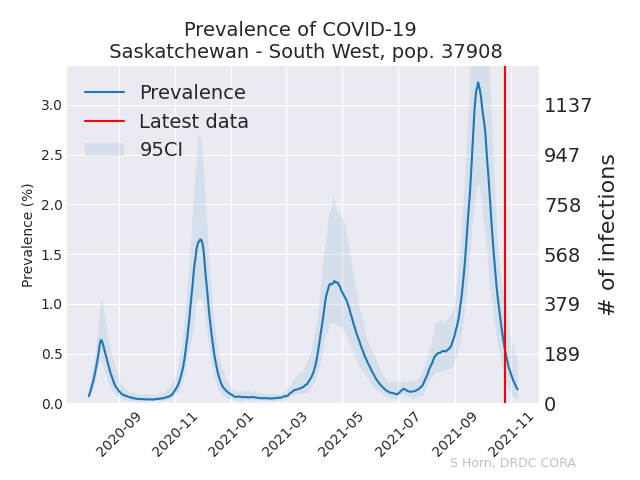 Prevalence of COVID-19
Saskatchewan - South West, pop. 37908
Prevalence
Latest data
95CI
Prevalence (%)
3.0
2.5
2.0
1.5
1.0
0.5
0.0
1137
947
758
568
379
189
0
# of infections
2020-09
2020-11
2021-01
2021-03
2021-05
2021-07
2021-09
2021-11
S Horn, DRDC CORA